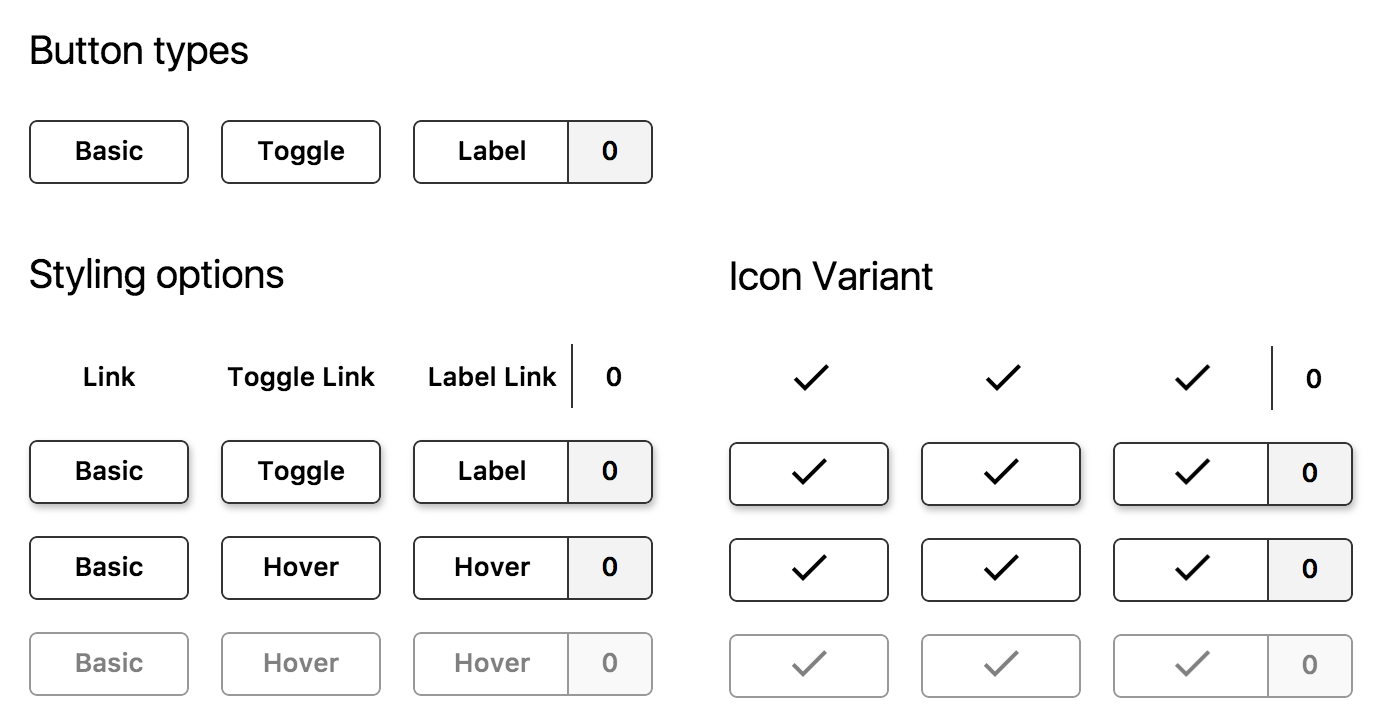 Button types
Basic Toggle Label 0
Styling options
Link Toggle Link Label Link 0
Basic Toggle Label 0
Basic Hover Hover 0
Basic Hover Hover 0
Icon Variant
0
0
0
0